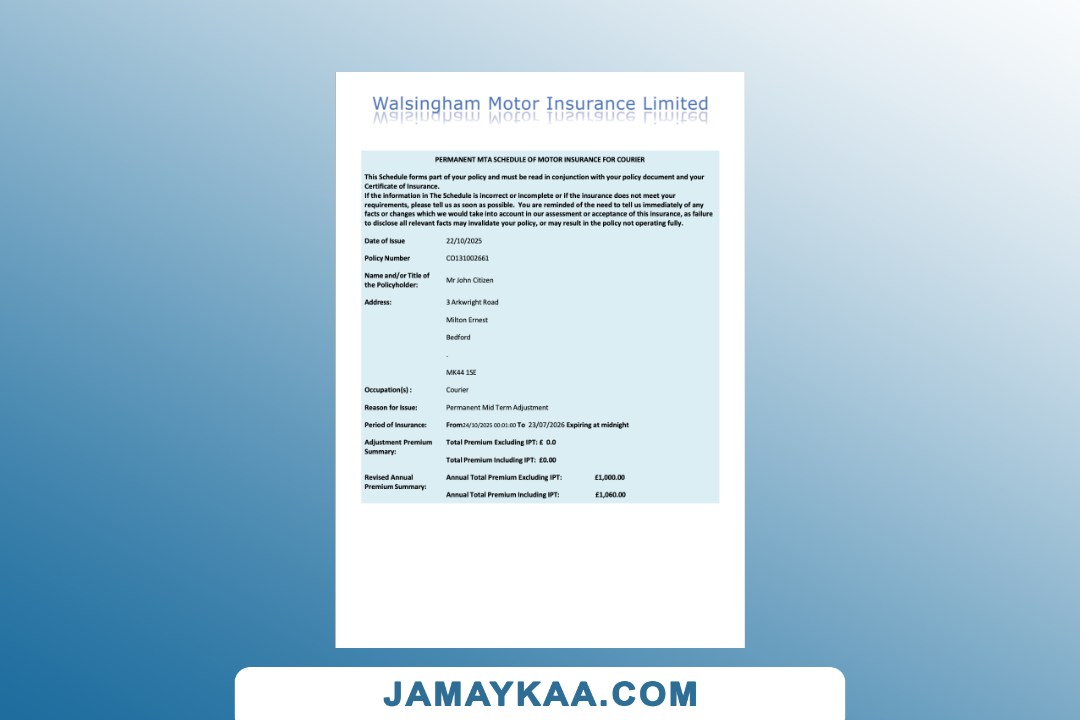 Walsingham Motor Insurance Limited
PERMANENT MTA SCHEDULE OF MOTOR INSURANCE FOR COURIER
This Schedule forms part of your policy and must be read in conjunction with your policy document and your
Certificate of Insurance.
If the information in The Schedule is incorrect or incomplete or if the insurance does not meet your
requirements, please tell us as soon as possible. You are reminded of the need to tell us immediately of any
facts or changes which we would take into account in our assessment or acceptance of this insurance, as failure
to disclose all relevant facts may invalidate your policy, or may result in the policy not operating fully.
Date of Issue 22/10/2025
Policy Number CO131002661
Name and/or Title of
the Policyholder: Mr John Citizen
Address: 3 Arkwright Road
Milton Ernest
Bedford
.
MK44 1SE
Occupation(s) : Courier
Reason for Issue: Permanent Mid Term Adjustment
Period of Insurance: From24/10/2025 00:01:00 To 23/07/2026 Expiring at midnight
Adjustment Premium
Summary: Total Premium Excluding IPT: £ 0.0
Total Premium Including IPT: £0.00
Revised Annual
Premium Summary: Annual Total Premium Excluding IPT: £1,000.00
Annual Total Premium Including IPT: £1,060.00
JAMAYKAA.COM